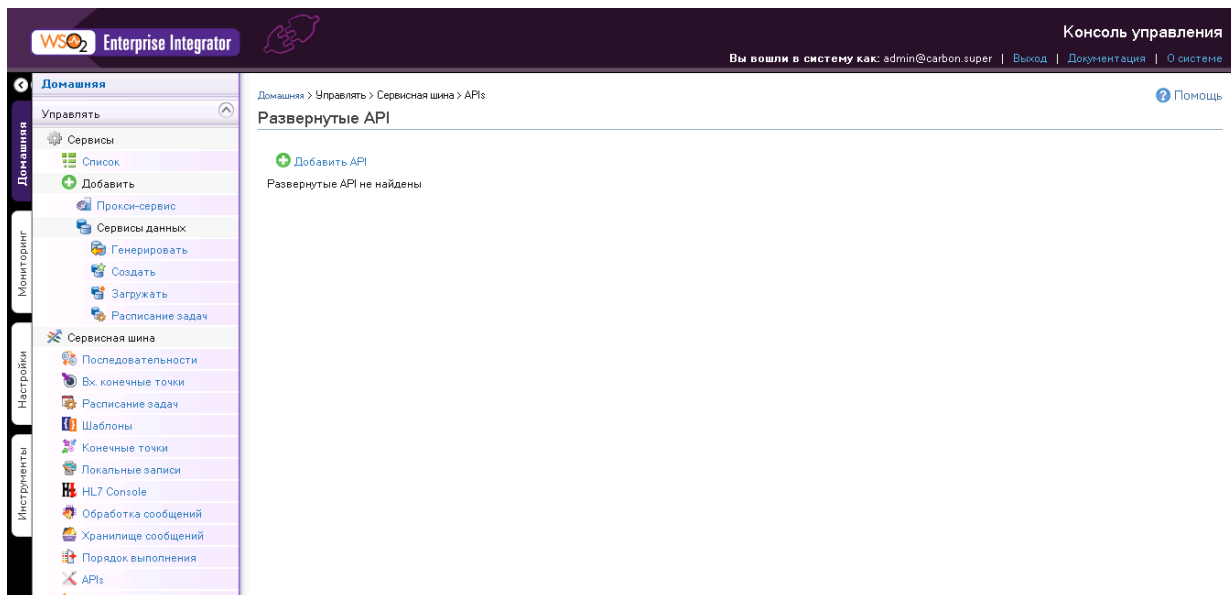 WSO2 Enterprise Integrator
Консоль управления
Вы вошли в систему как: admin@carbon.super | Выход | Документация | О системе
Домашняя
Мониторинг
Настройки
Инструменты
Домашняя
Управлять
Сервисы
Список
Добавить
Прокси-сервис
Сервисы данных
Генерировать
Создать
Загружать
Расписание задач
Сервисная шина
Последовательности
Вх. конечные точки
Расписание задач
Шаблоны
Конечные точки
Локальные записи
HL7 Console
Обработка сообщений
Хранилище сообщений
Порядок выполнения
APIs
Домашняя > Управлять > Сервисная шина > APIs
Помощь
Развернутые API
Добавить API
Развернутые API не найдены